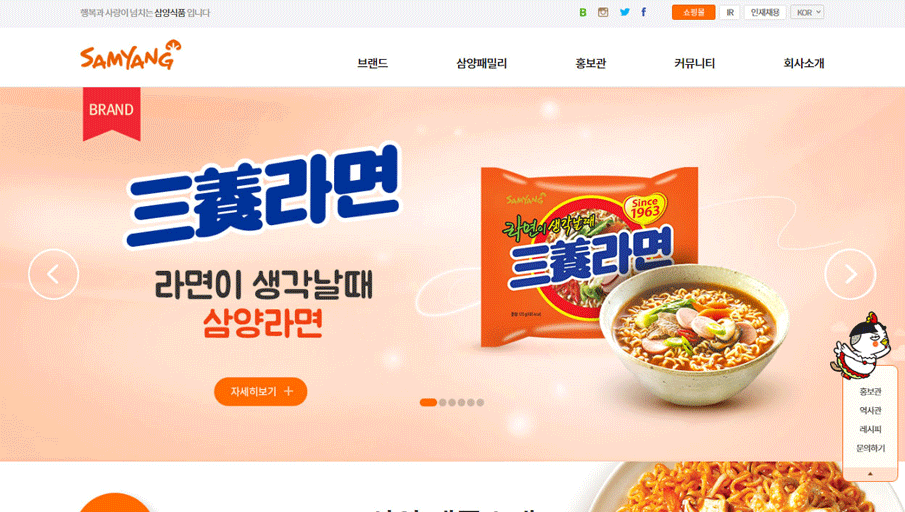 행복과 사랑이 넘치는 삼양식품 입니다
쇼핑몰 IR 인재채용 KOR
SAMYANG
브랜드 삼양패밀리 홍보관 커뮤니티 회사소개
BRAND
三養라면
라면이 생각날때
삼양라면
자세히보기 +
SAMYANG
Since
1963
라면이 생각날때
三養라면
홍보관
역사관
레시피
문의하기